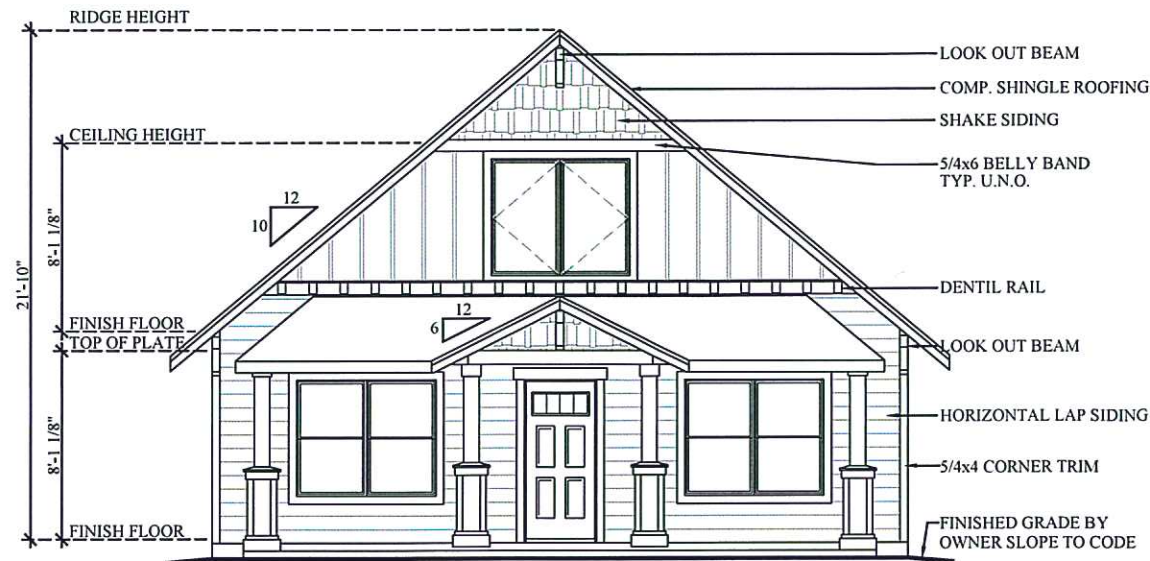 RIDGE HEIGHT
LOOK OUT BEAM
COMP. SHINGLE ROOFING
SHAKE SIDING
CEILING HEIGHT
5/4x6 BELLY BAND
TYP. U.N.O.
12
10
8'-1 1/8"
21'-10"
DENTIL RAIL
12
6
FINISH FLOOR
TOP OF PLATE
LOOK OUT BEAM
HORIZONTAL LAP SIDING
8'-1 1/8"
5/4x4 CORNER TRIM
FINISH FLOOR
FINISHED GRADE BY
OWNER SLOPE TO CODE